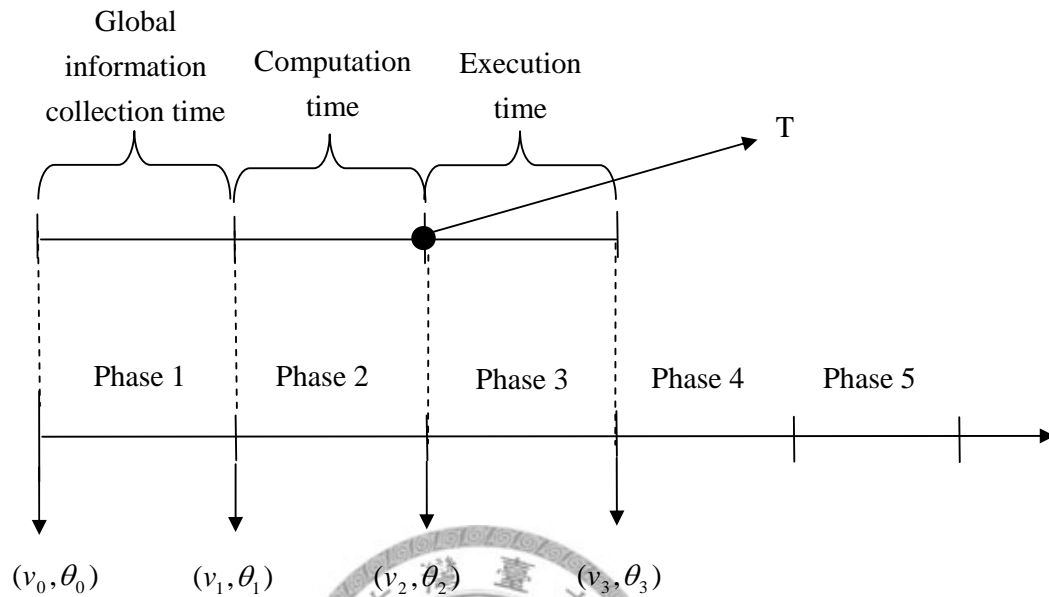 Global
information
collection time
Computation
time
Execution
time
T
Phase 1 Phase 2 Phase 3 Phase 4 Phase 5
(v₀,θ₀) (v₁,θ₁) (v₂,θ₂) (v₃,θ₃)
臺